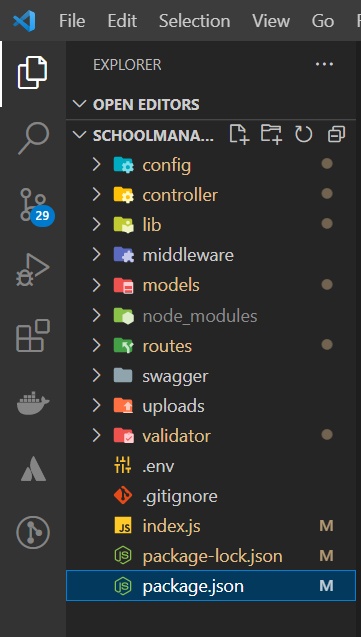 File Edit Selection View Go
EXPLORER ...
OPEN EDITORS
SCHOOLMANA...
config
controller
lib
29
middleware
models
node_modules
routes
swagger
uploads
validator
.env
.gitignore
JS index.js M
package-lock.json M
package.json M